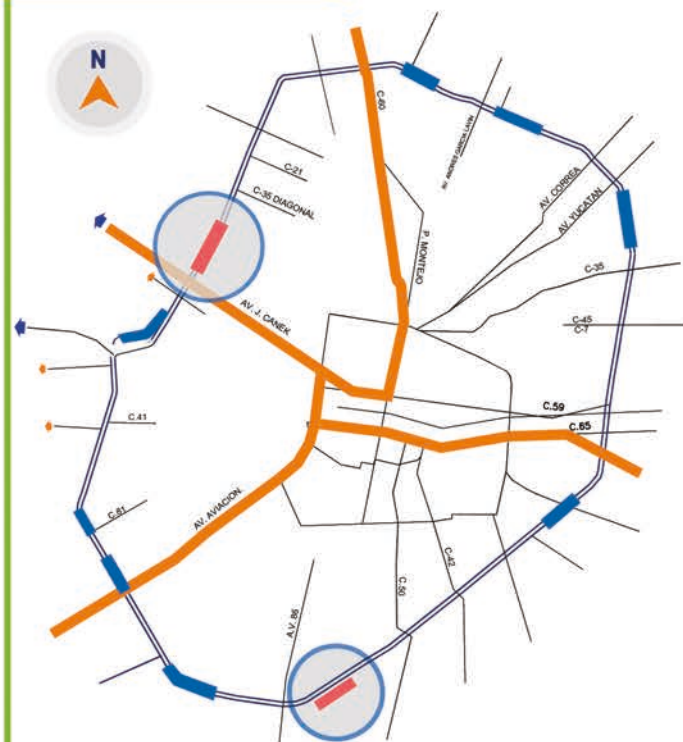 N
C-60
AV. ANDRES GARCIA LAVIN
C-21
C-35 DIAGONAL
AV. CORREA
AV. YUCATAN
P. MONTEJO
C-35
AV. J. CANEK
C-45
C-7
C.59
C.41
C.65
AV. AVIACION
C.81
C-42
C.50
A.V. 86